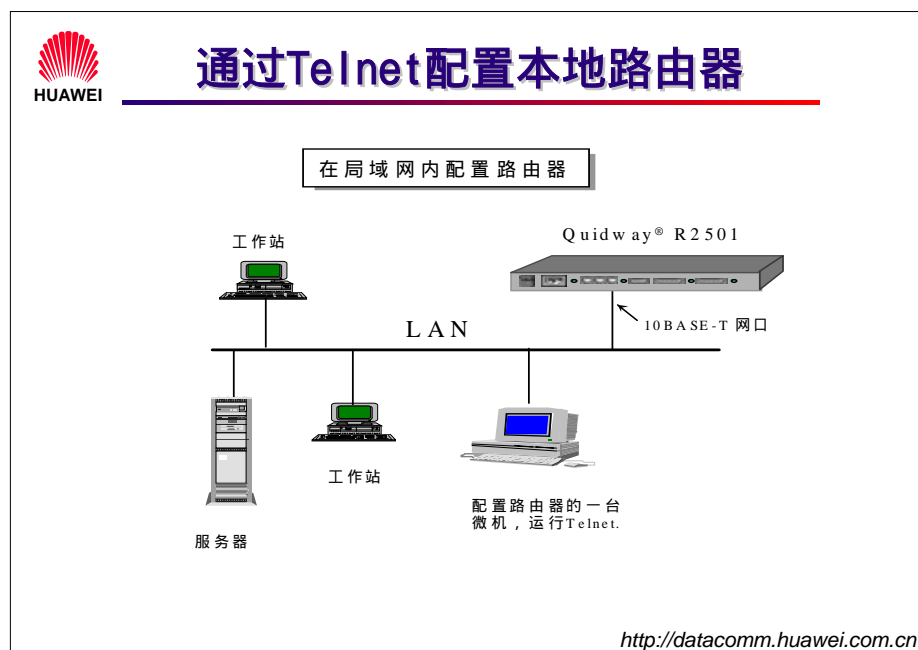 HUAWEI
通过Telnet配置本地路由器
在局域网内配置路由器
工作站
Quidway® R2501
10BASE-T 网口
LAN
工作站
配置路由器的一台
微机，运行Telnet.
服务器
http://datacomm.huawei.com.cn